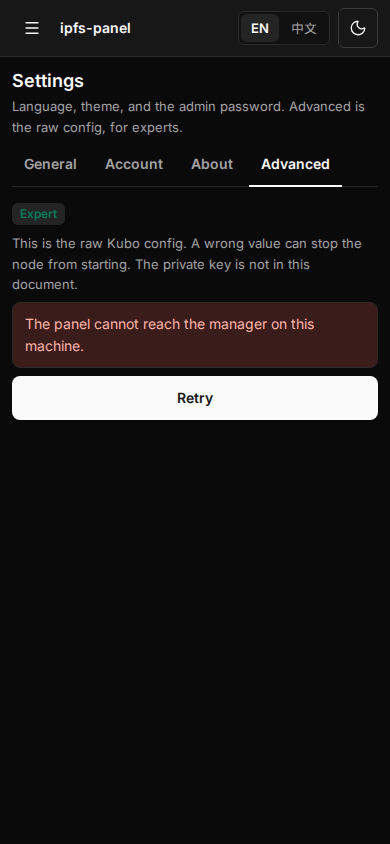 ipfs-panel
EN
中文
Settings
Language, theme, and the admin password. Advanced is
the raw config, for experts.
General
Account
About
Advanced
Expert
This is the raw Kubo config. A wrong value can stop the
node from starting. The private key is not in this
document.
The panel cannot reach the manager on this
machine.
Retry